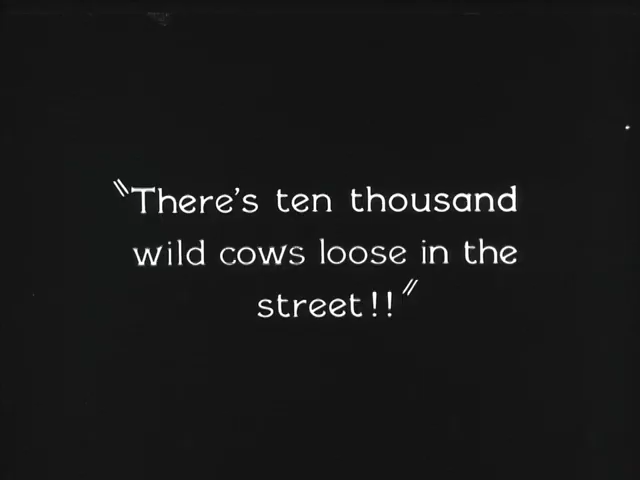 "There's ten thousand
wild cows loose in the
street!!"